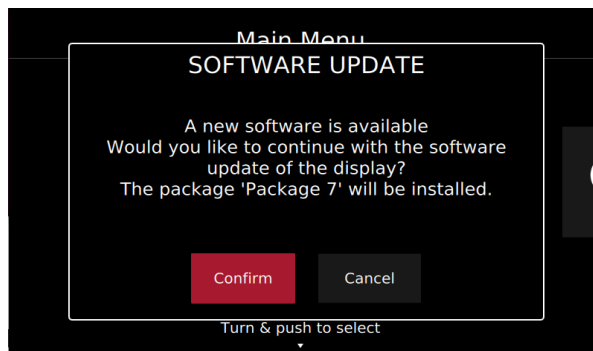 Main Menu
SOFTWARE UPDATE
A new software is available
Would you like to continue with the software
update of the display?
The package 'Package 7' will be installed.
Confirm
Cancel
Turn & push to select